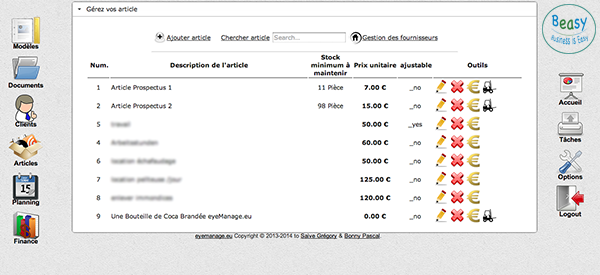 Gérez vos article
Beasy
Business is Easy
Ajouter article Chercher article Search... Gestion des fournisseurs
Num. Description de l'article Stock minimum à maintenir Prix unitaire ajustable Outils
1 Article Prospectus 1 11 Pièce 7.00 € _no
2 Article Prospectus 2 98 Pièce 15.00 € _no
5 50.00 € _yes
4 60.00 € _no
6 50.00 € _no
7 125.00 € _no
8 120.00 € _no
9 Une Bouteille de Coca Brandée eyeManage.eu 0.00 € _no
eyemanage.eu Copyright © 2013-2014 to Salve Grégory & Bonny Pascal.
Modèles
Documents
Clients
Articles
15
Planning
Finance
Accueil
Tâches
Options
Logout